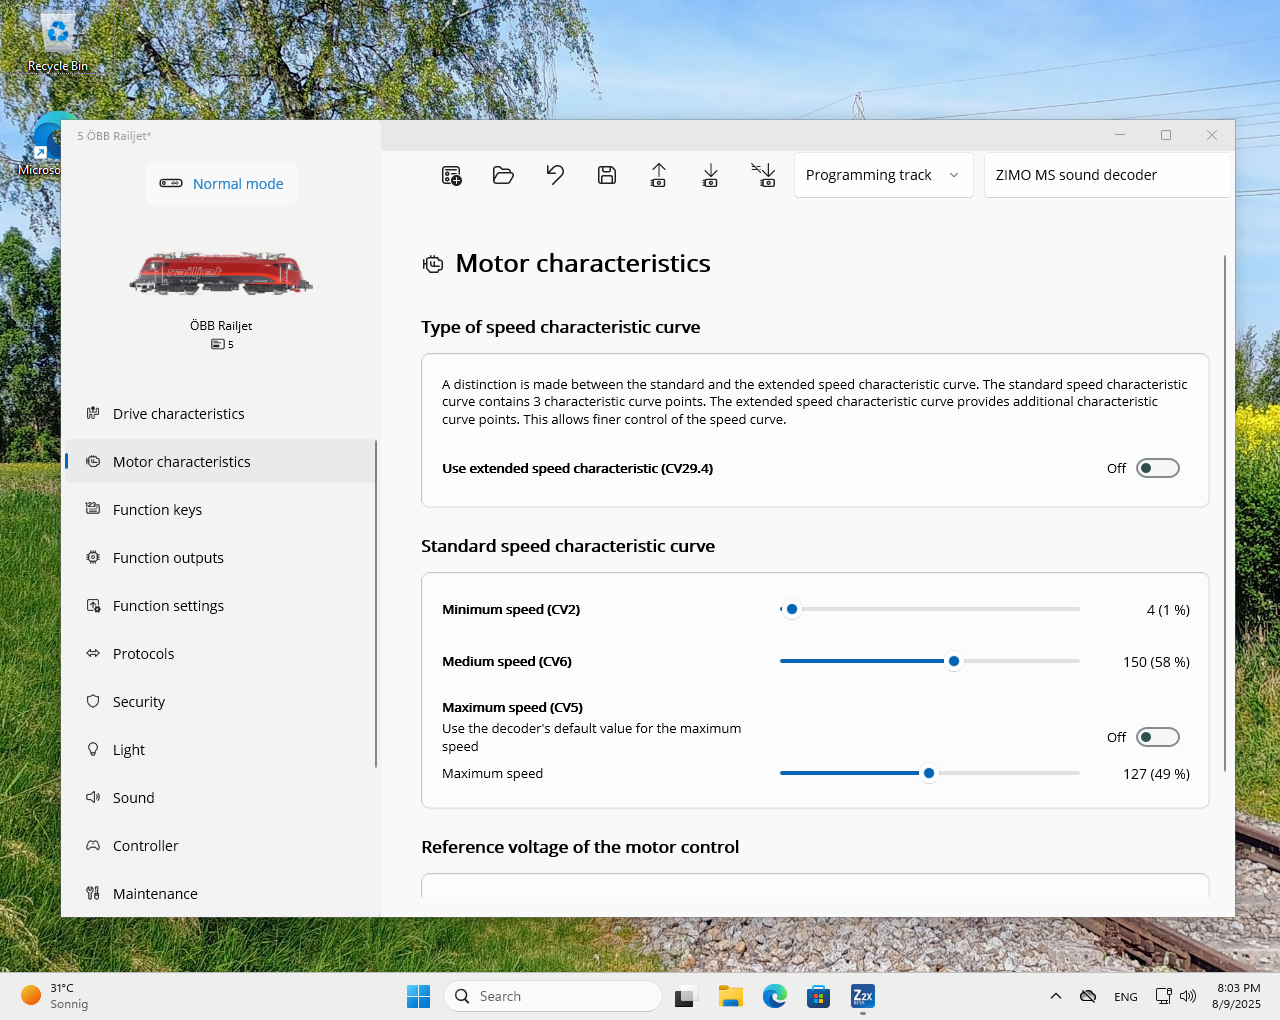 Recycle Bin
5 ÖBB Railjet*
Normal mode
railjet
ÖBB Railjet
5
Drive characteristics
Motor characteristics
Function keys
Function outputs
Function settings
Protocols
Security
Light
Sound
Controller
Maintenance
Programming track
ZIMO MS sound decoder
Motor characteristics
Type of speed characteristic curve
A distinction is made between the standard and the extended speed characteristic curve. The standard speed characteristic
curve contains 3 characteristic curve points. The extended speed characteristic curve provides additional characteristic
curve points. This allows finer control of the speed curve.
Use extended speed characteristic (CV29.4)
Off
Standard speed characteristic curve
Minimum speed (CV2)
4 (1 %)
Medium speed (CV6)
150 (58 %)
Maximum speed (CV5)
Use the decoder's default value for the maximum
speed
Off
Maximum speed
127 (49 %)
Reference voltage of the motor control
31°C
Sonnig
Search
Z2X
BETA
ENG
8:03 PM
8/9/2025